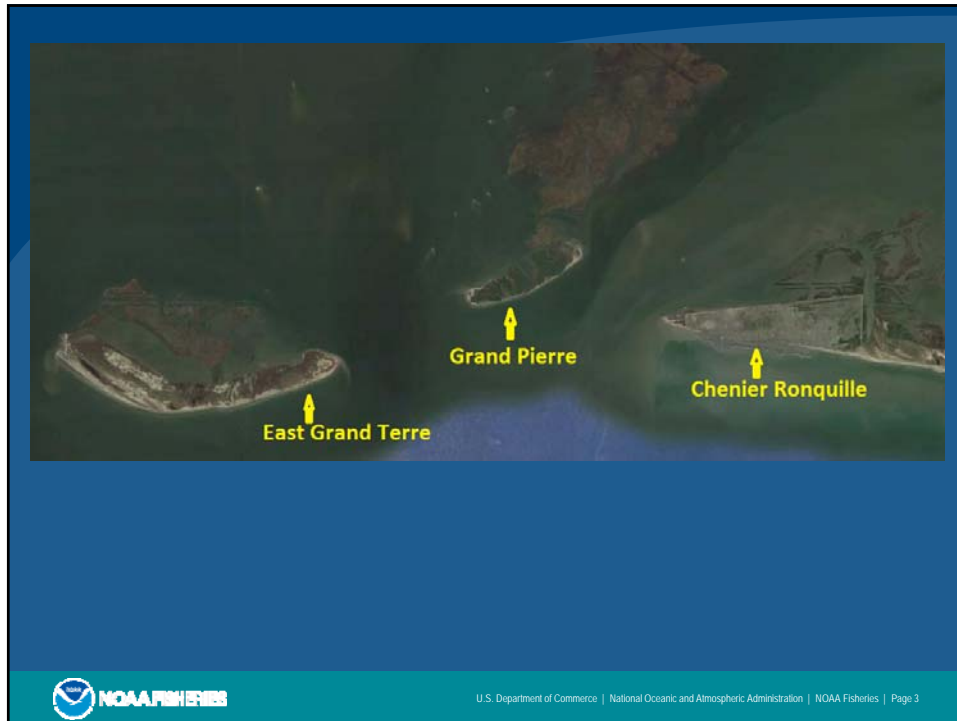 Grand Pierre
Chenier Ronquille
East Grand Terre
NOAA FISHERIES
U.S. Department of Commerce | National Oceanic and Atmospheric Administration | NOAA Fisheries | Page 3